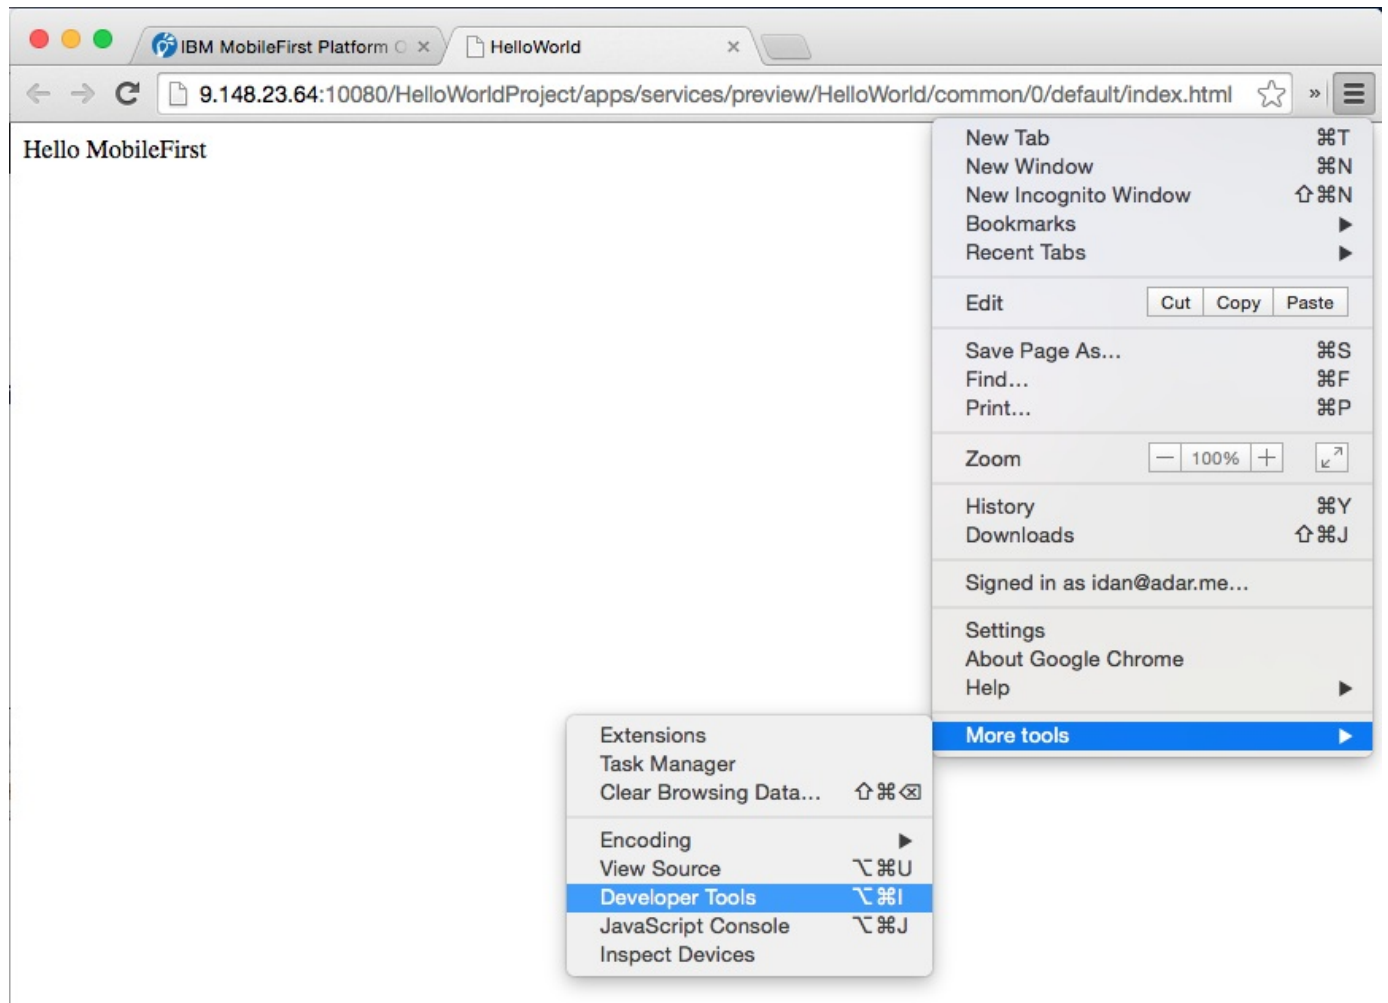 IBM MobileFirst Platform
HelloWorld
9.148.23.64:10080/HelloWorldProject/apps/services/preview/HelloWorld/common/0/default/index.html
»
Hello MobileFirst
New Tab ⌘T
New Window ⌘N
New Incognito Window ⇧⌘N
Bookmarks ▶
Recent Tabs ▶
Edit Cut Copy Paste
Save Page As... ⌘S
Find... ⌘F
Print... ⌘P
Zoom — 100% +
History ⌘Y
Downloads ⇧⌘J
Signed in as idan@adar.me...
Settings
About Google Chrome
Help ▶
More tools ▶
Extensions
Task Manager
Clear Browsing Data... ⇧⌘⌫
Encoding ▶
View Source ⌥⌘U
Developer Tools ⌥⌘I
JavaScript Console ⌥⌘J
Inspect Devices